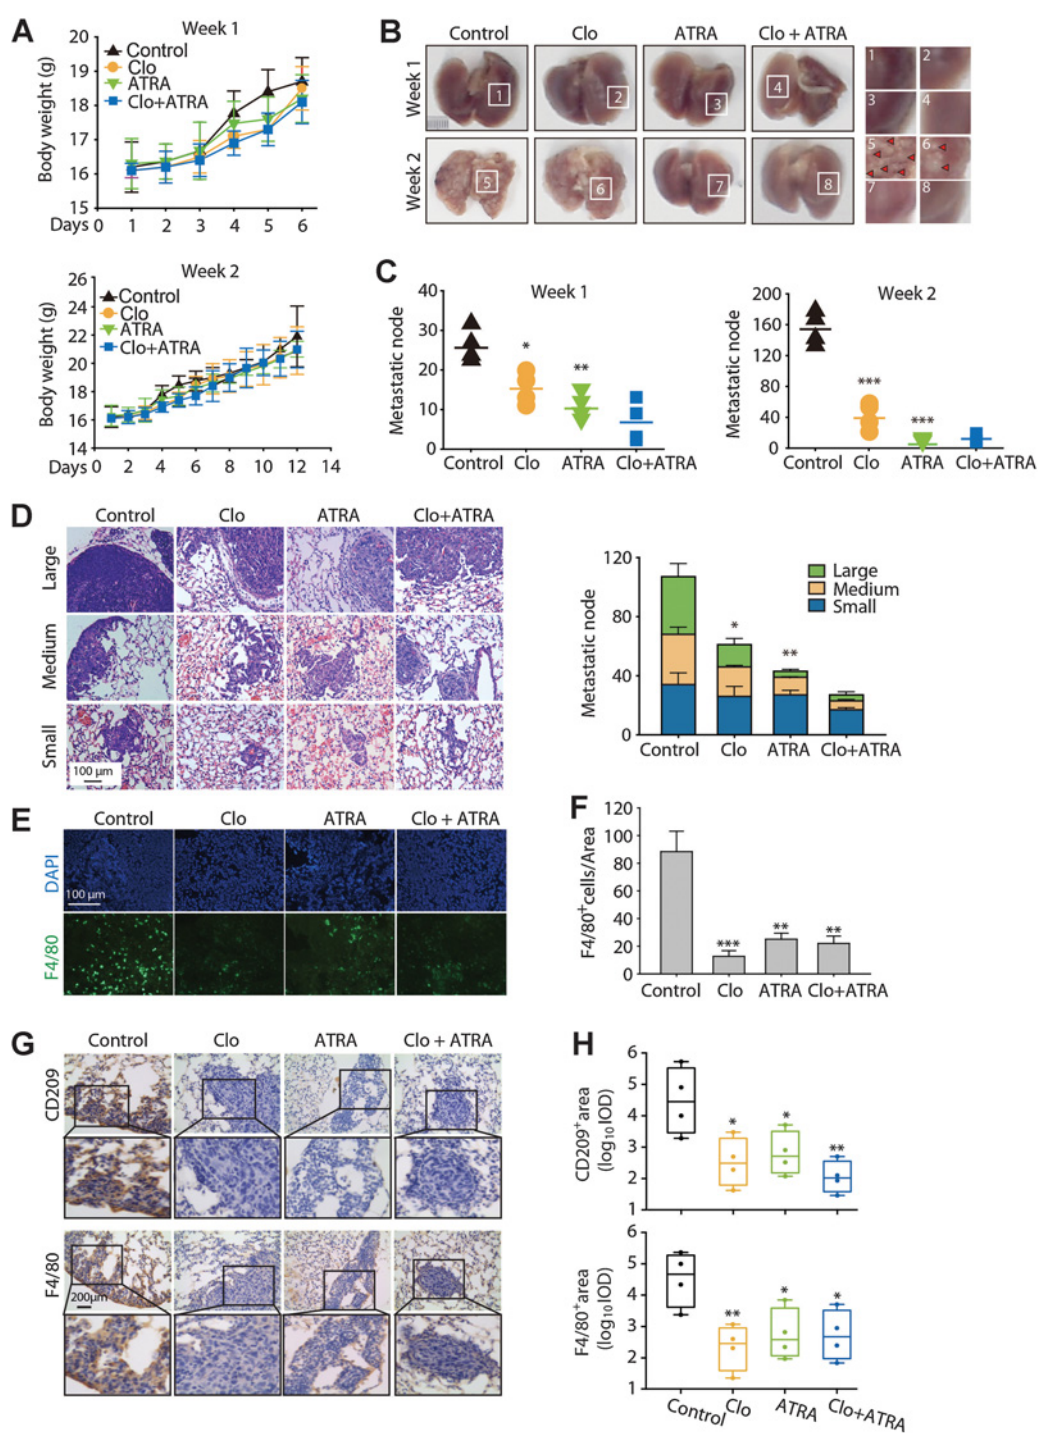 A
Week 1
Body weight (g)
20
19
18
17
16
15
0
Control
Clo
ATRA
Clo+ATRA
Days 1 2 3 4 5 6
Week 2
Body weight (g)
26
24
22
20
18
16
14
Control
Clo
ATRA
Clo+ATRA
Days 0 2 4 6 8 10 12 14
B
Control Clo ATRA Clo + ATRA
Week 1
1 2 3 4
Week 2
5 6 7 8
1 2
3 4
5 6
7 8
C
Week 1
Metastatic node
40
30
20
10
0
* **
Control Clo ATRA Clo+ATRA
Week 2
Metastatic node
200
160
120
80
40
0
*** ***
Control Clo ATRA Clo+ATRA
D
Control Clo ATRA Clo+ATRA
Large
Medium
Small
100 µm
Metastatic node
120
80
40
0
Large
Medium
Small
* **
Control Clo ATRA Clo+ATRA
E
Control Clo ATRA Clo + ATRA
DAPI
100 µm
F4/80
F
F4/80⁺cells/Area
120
100
80
60
40
20
0
*** ** **
Control Clo ATRA Clo+ATRA
G
Control Clo ATRA Clo + ATRA
CD209
F4/80
200µm
H
CD209⁺area
(log₁₀IOD)
6
5
4
3
2
1
* * **
F4/80⁺area
(log₁₀IOD)
6
5
4
3
2
1
** * *
Control Clo ATRA Clo+ATRA